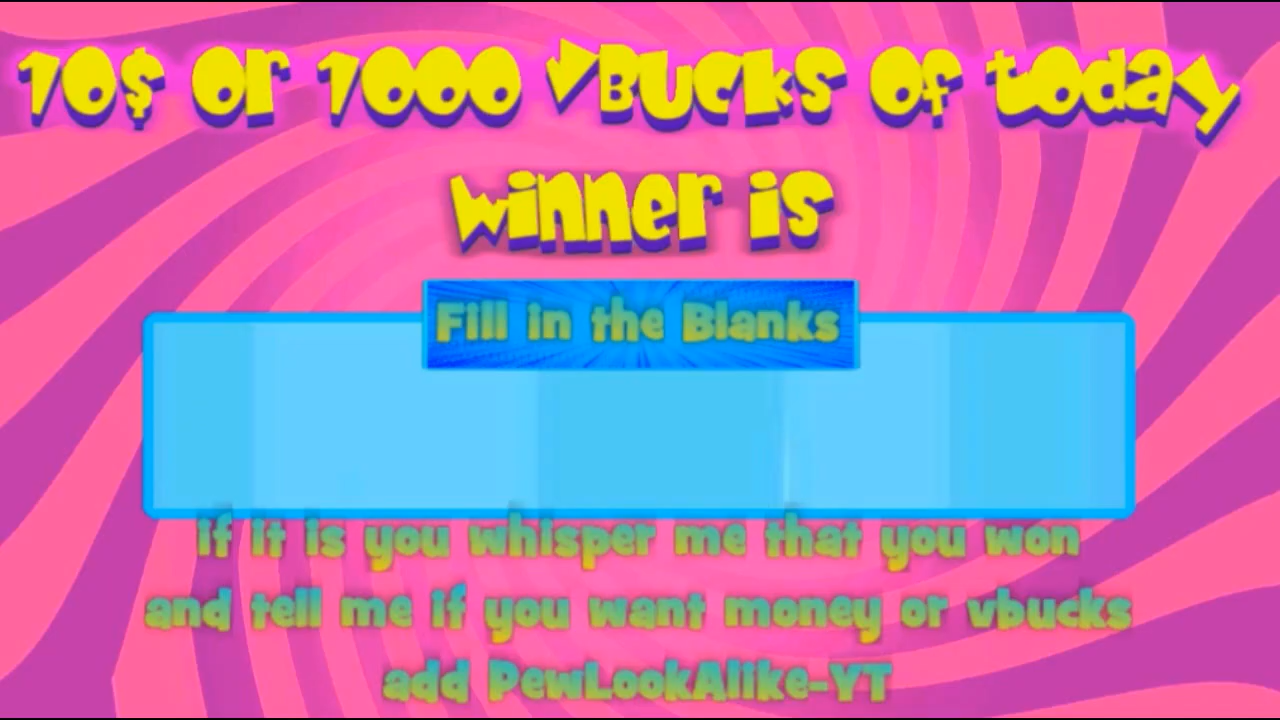 10$ or 1000 VBucks of today
winner is
Fill in the Blanks
if it is you whisper me that you won
and tell me if you want money or vbucks
add PewLookAlike-YT